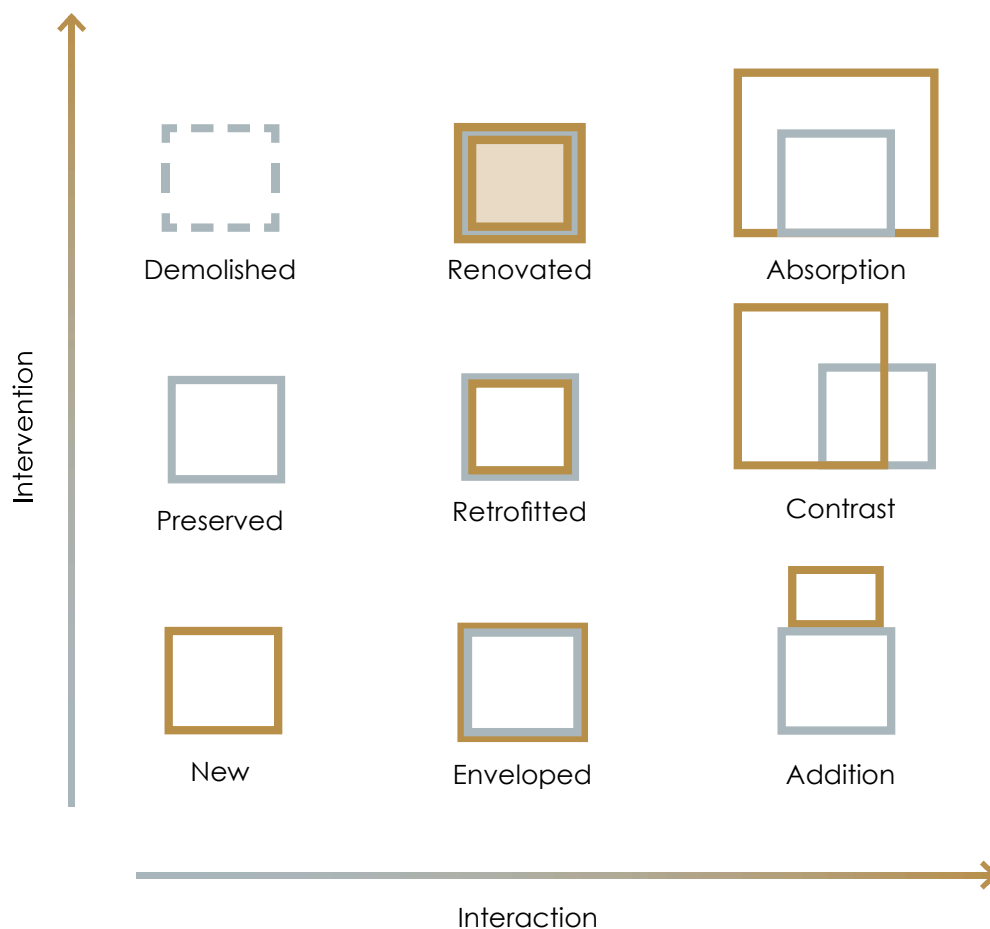 Demolished
Renovated
Absorption
Intervention
Preserved
Retrofitted
Contrast
New
Enveloped
Addition
Interaction